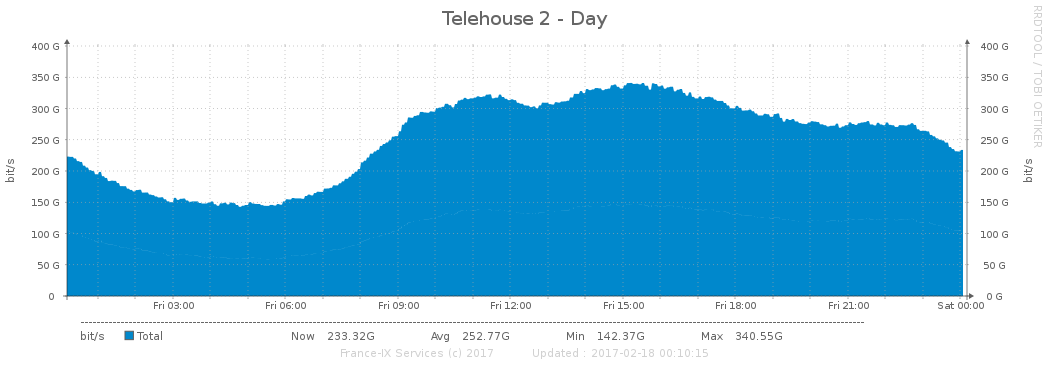 Telehouse 2 - Day
RRDTOOL / TOBI OETIKER
bit/s
400 G
350 G
300 G
250 G
200 G
150 G
100 G
50 G
0
400 G
350 G
300 G
250 G
200 G
150 G
100 G
50 G
0 G
bit/s
Fri 03:00 Fri 06:00 Fri 09:00 Fri 12:00 Fri 15:00 Fri 18:00 Fri 21:00 Sat 00:00
bit/s Total Now 233.32G Avg 252.77G Min 142.37G Max 340.55G
France-IX Services (c) 2017 Updated : 2017-02-18 00:10:15